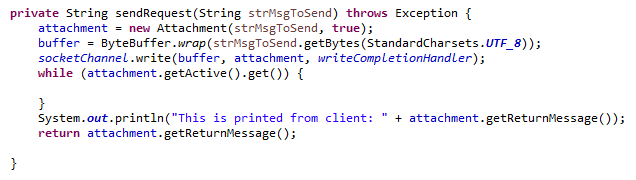 private String sendRequest(String strMsgToSend) throws Exception {
    attachment = new Attachment(strMsgToSend, true);
    buffer = ByteBuffer.wrap(strMsgToSend.getBytes(StandardCharsets.UTF_8));
    socketChannel.write(buffer, attachment, writeCompletionHandler);
    while (attachment.getActive().get()) {
    }
    System.out.println("This is printed from client: " + attachment.getReturnMessage());
    return attachment.getReturnMessage();
}